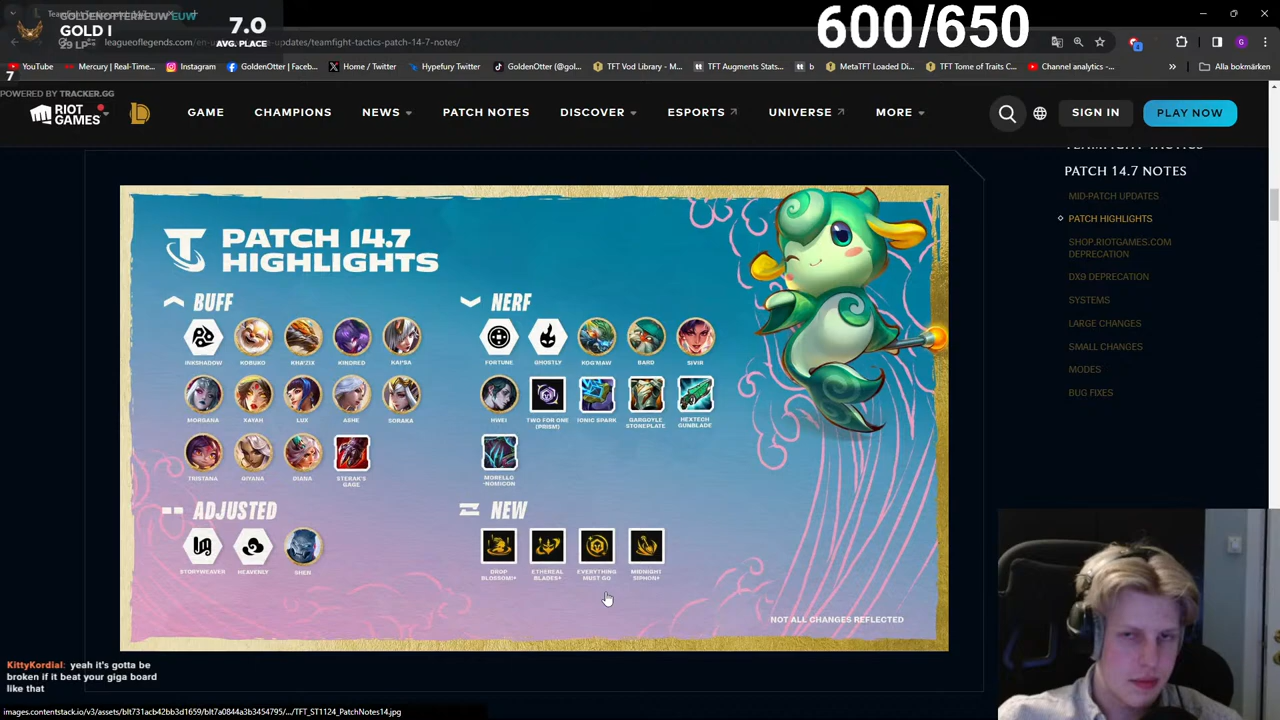 GOLDENOTTER#EUW'EUW
GOLD I
29 LP
7.0
AVG. PLACE
600/650
leagueoflegends.com/en-
-updates/teamfight-tactics-patch-14-7-notes/
7
YouTube
Mercury | Real-Time...
Instagram
GoldenOtter | Faceb...
Home / Twitter
Hypefury Twitter
GoldenOtter (@gol...
TFT Vod Library - M...
TFT Augments Stats...
b
MetaTFT Loaded Di...
TFT Tome of Traits C...
Channel analytics -...
»
Alla bokmärken
POWERED BY TRACKER.GG
RIOT
GAMES
GAME
CHAMPIONS
NEWS
PATCH NOTES
DISCOVER
ESPORTS
UNIVERSE
MORE
SIGN IN
PLAY NOW
TEAMFIGHT TACTICS
PATCH 14.7 NOTES
MID-PATCH UPDATES
PATCH HIGHLIGHTS
SHOP.RIOTGAMES.COM
DEPRECATION
DX9 DEPRECATION
SYSTEMS
LARGE CHANGES
SMALL CHANGES
MODES
BUG FIXES
PATCH 14.7
HIGHLIGHTS
BUFF
INKSHADOW
KOBUKO
KHA'ZIX
KINDRED
KAI'SA
MORGANA
XAYAH
LUX
ASHE
SORAKA
TRISTANA
QIYANA
DIANA
STERAK'S
GAGE
NERF
FORTUNE
GHOSTLY
KOG'MAW
BARD
SIVIR
HWEI
TWO FOR ONE
(PRISM)
IONIC SPARK
GARGOYLE
STONEPLATE
HEXTECH
GUNBLADE
MORELLO
-NOMICON
ADJUSTED
STORYWEAVER
HEAVENLY
SHEN
NEW
DROP
BLOSSOM+
ETHEREAL
BLADES+
EVERYTHING
MUST GO
MIDNIGHT
SIPHON+
NOT ALL CHANGES REFLECTED
KittyKordial: yeah it's gotta be
broken if it beat your giga board
like that
images.contentstack.io/v3/assets/blt731acb42bb3d1659/blt7a0844a3b3454795/.../TFT_ST1124_PatchNotes14.jpg